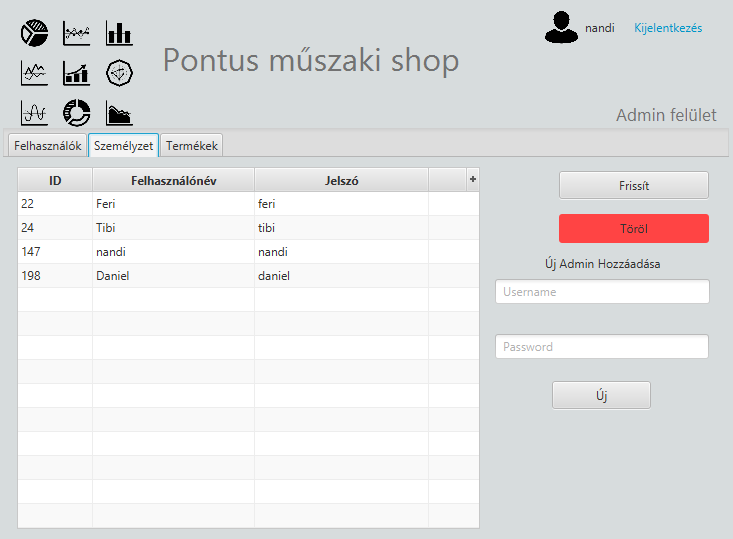 nandi Kijelentkezés
Pontus műszaki shop
Admin felület
Felhasználók Személyzet Termékek
ID Felhasználónév Jelszó +
22 Feri feri
24 Tibi tibi
147 nandi nandi
198 Daniel daniel
Frissít
Töröl
Új Admin Hozzáadása
Username
Password
Új